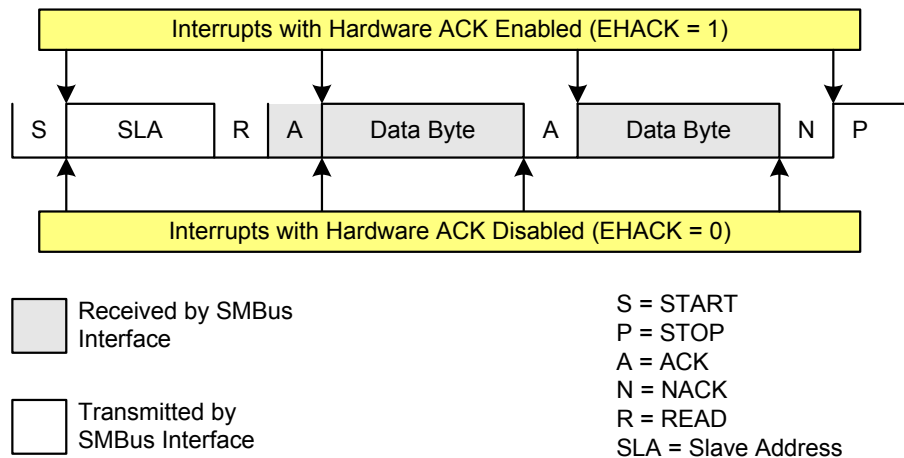 Interrupts with Hardware ACK Enabled (EHACK = 1)
S SLA R A Data Byte A Data Byte N P
Interrupts with Hardware ACK Disabled (EHACK = 0)
Received by SMBus
Interface
Transmitted by
SMBus Interface
S = START
P = STOP
A = ACK
N = NACK
R = READ
SLA = Slave Address